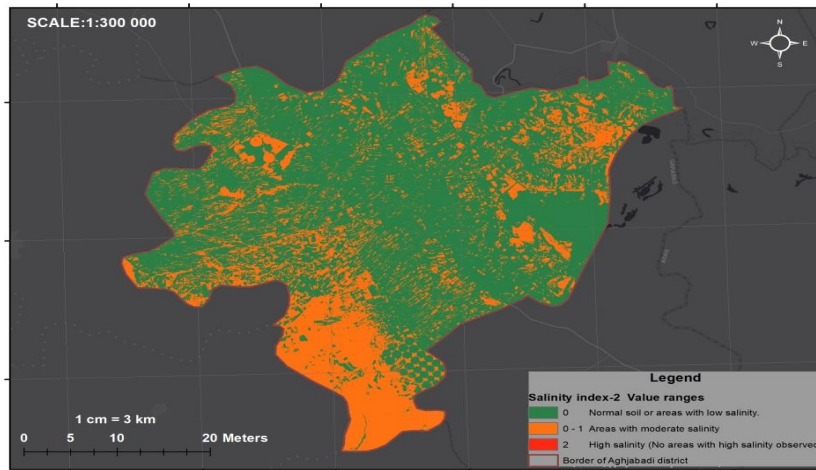 SCALE:1:300 000
N
W
E
S
1 cm = 3 km
0 5 10 20 Meters
Legend
Salinity index-2 Value ranges
0 Normal soil or areas with low salinity.
0 - 1 Areas with moderate salinity
2 High salinity (No areas with high salinity observed
Border of Aghjabadi district